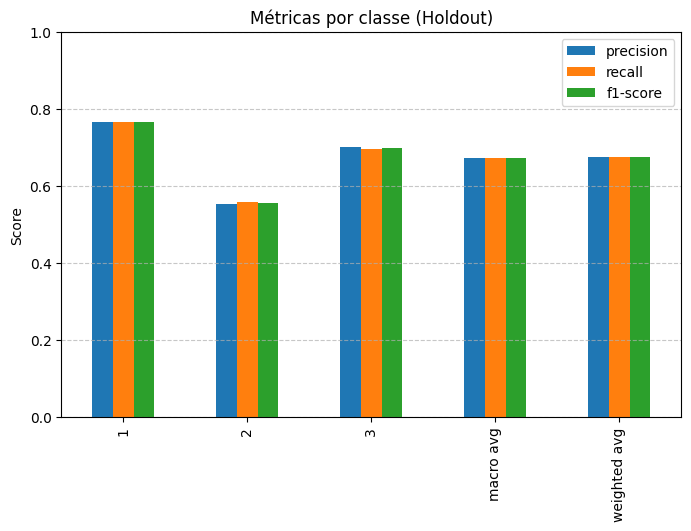 Métricas por classe (Holdout)
precision
recall
f1-score
Score
1.0
0.8
0.6
0.4
0.2
0.0
1
2
3
macro avg
weighted avg